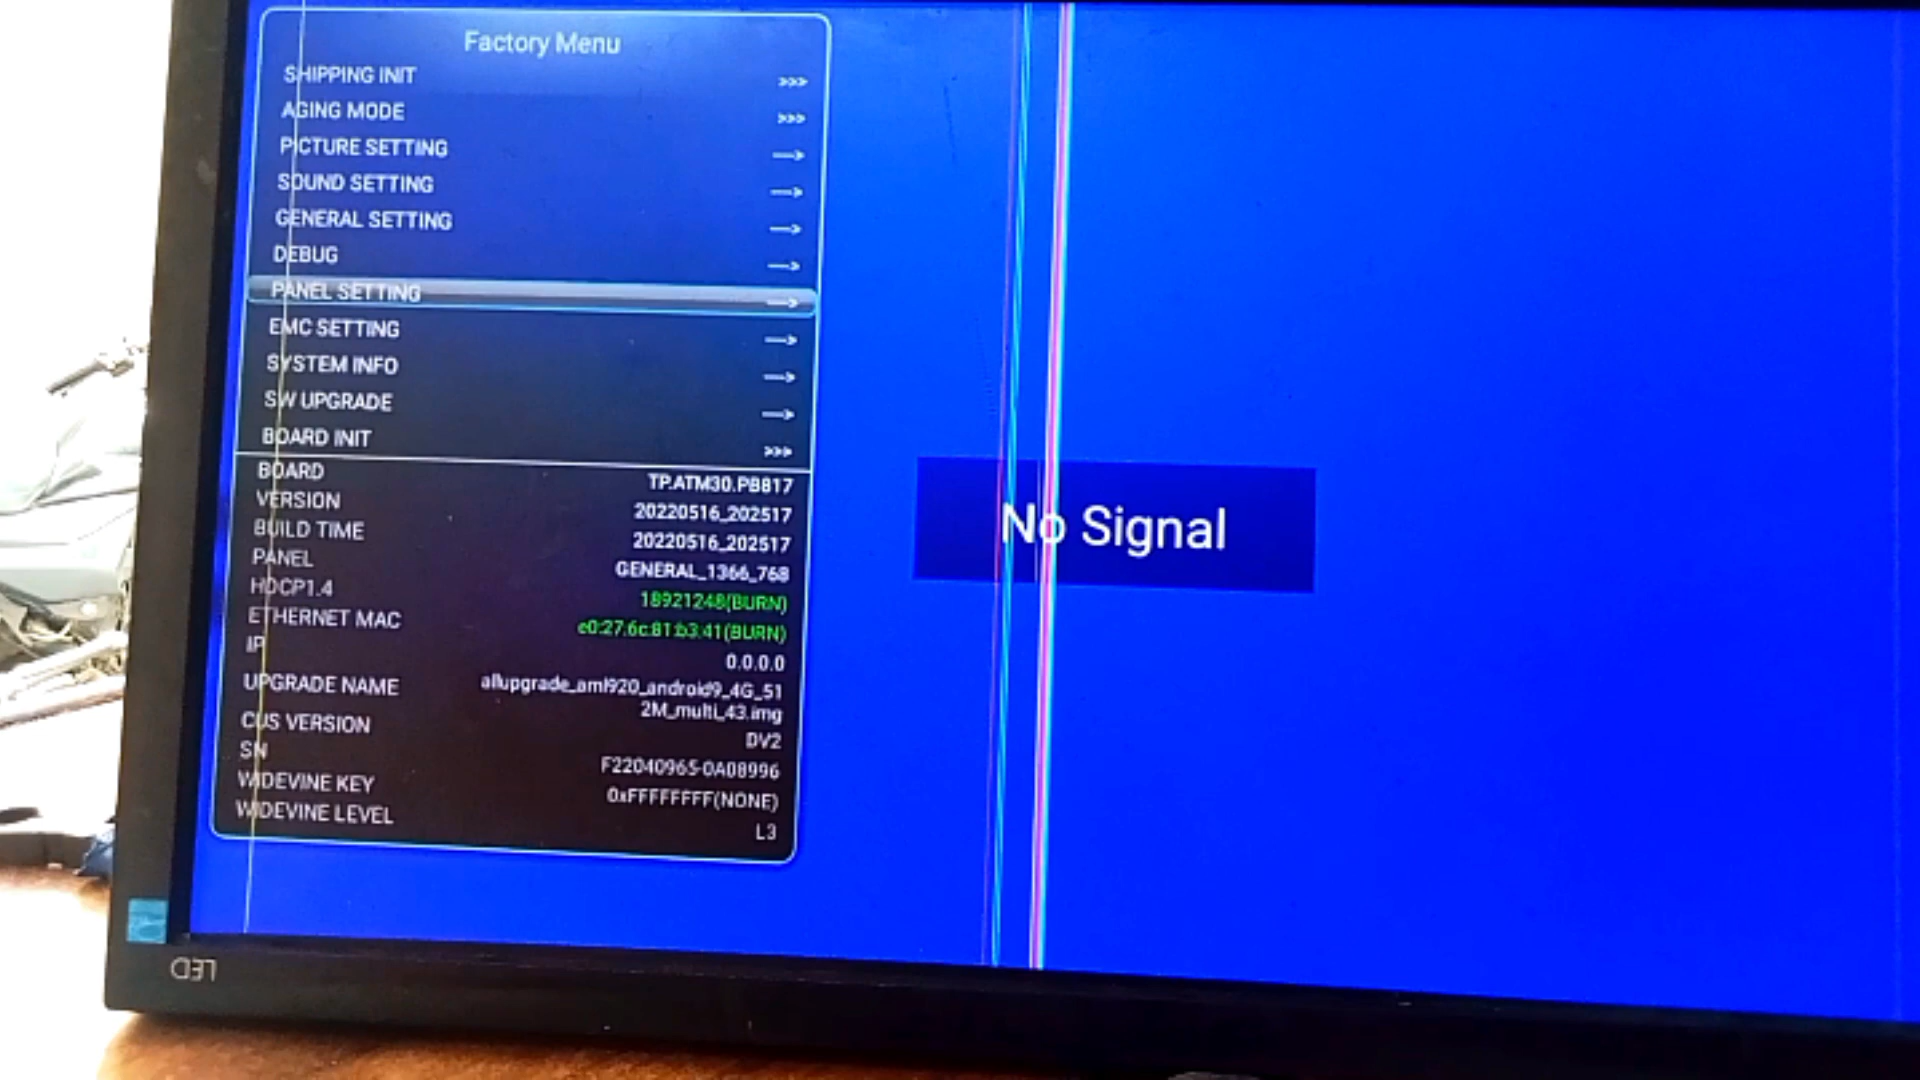 Factory Menu
SHIPPING INIT >>>
AGING MODE >>>
PICTURE SETTING —>
SOUND SETTING —>
GENERAL SETTING —>
DEBUG —>
PANEL SETTING —>
EMC SETTING —>
SYSTEM INFO —>
SW UPGRADE —>
BOARD INIT >>>
BOARD TP.ATM30.PB817
VERSION 20220516_202517
BUILD TIME 20220516_202517
PANEL GENERAL_1366_768
HDCP1.4 18921248(BURN)
ETHERNET MAC e0:27:6c:81:b3:41(BURN)
IP 0.0.0.0
UPGRADE NAME allupgrade_aml920_android9_4G_51
2M_multi_43.img
CUS VERSION DV2
SN F22040965-0A08996
WIDEVINE KEY 0xFFFFFFFF(NONE)
WIDEVINE LEVEL L3
No Signal
LED